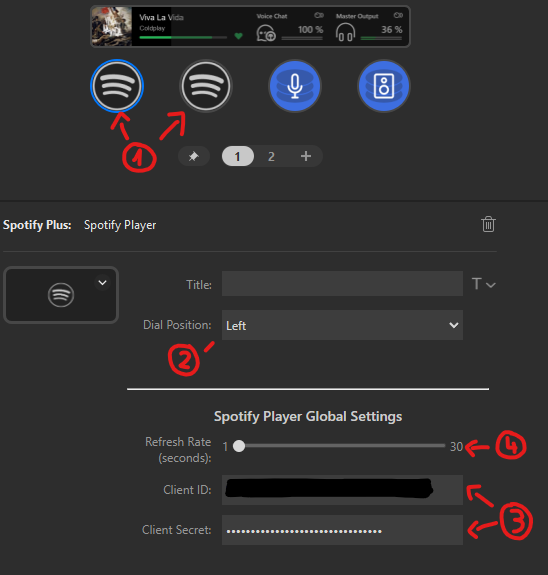 Viva La Vida
Coldplay
Voice Chat
100 %
Master Output
36 %
1
1 2 +
Spotify Plus: Spotify Player
Title:
T
Dial Position: Left
2
Spotify Player Global Settings
Refresh Rate
(seconds):
1 30
4
Client ID:
3
Client Secret: ••••••••••••••••••••••••••••••••